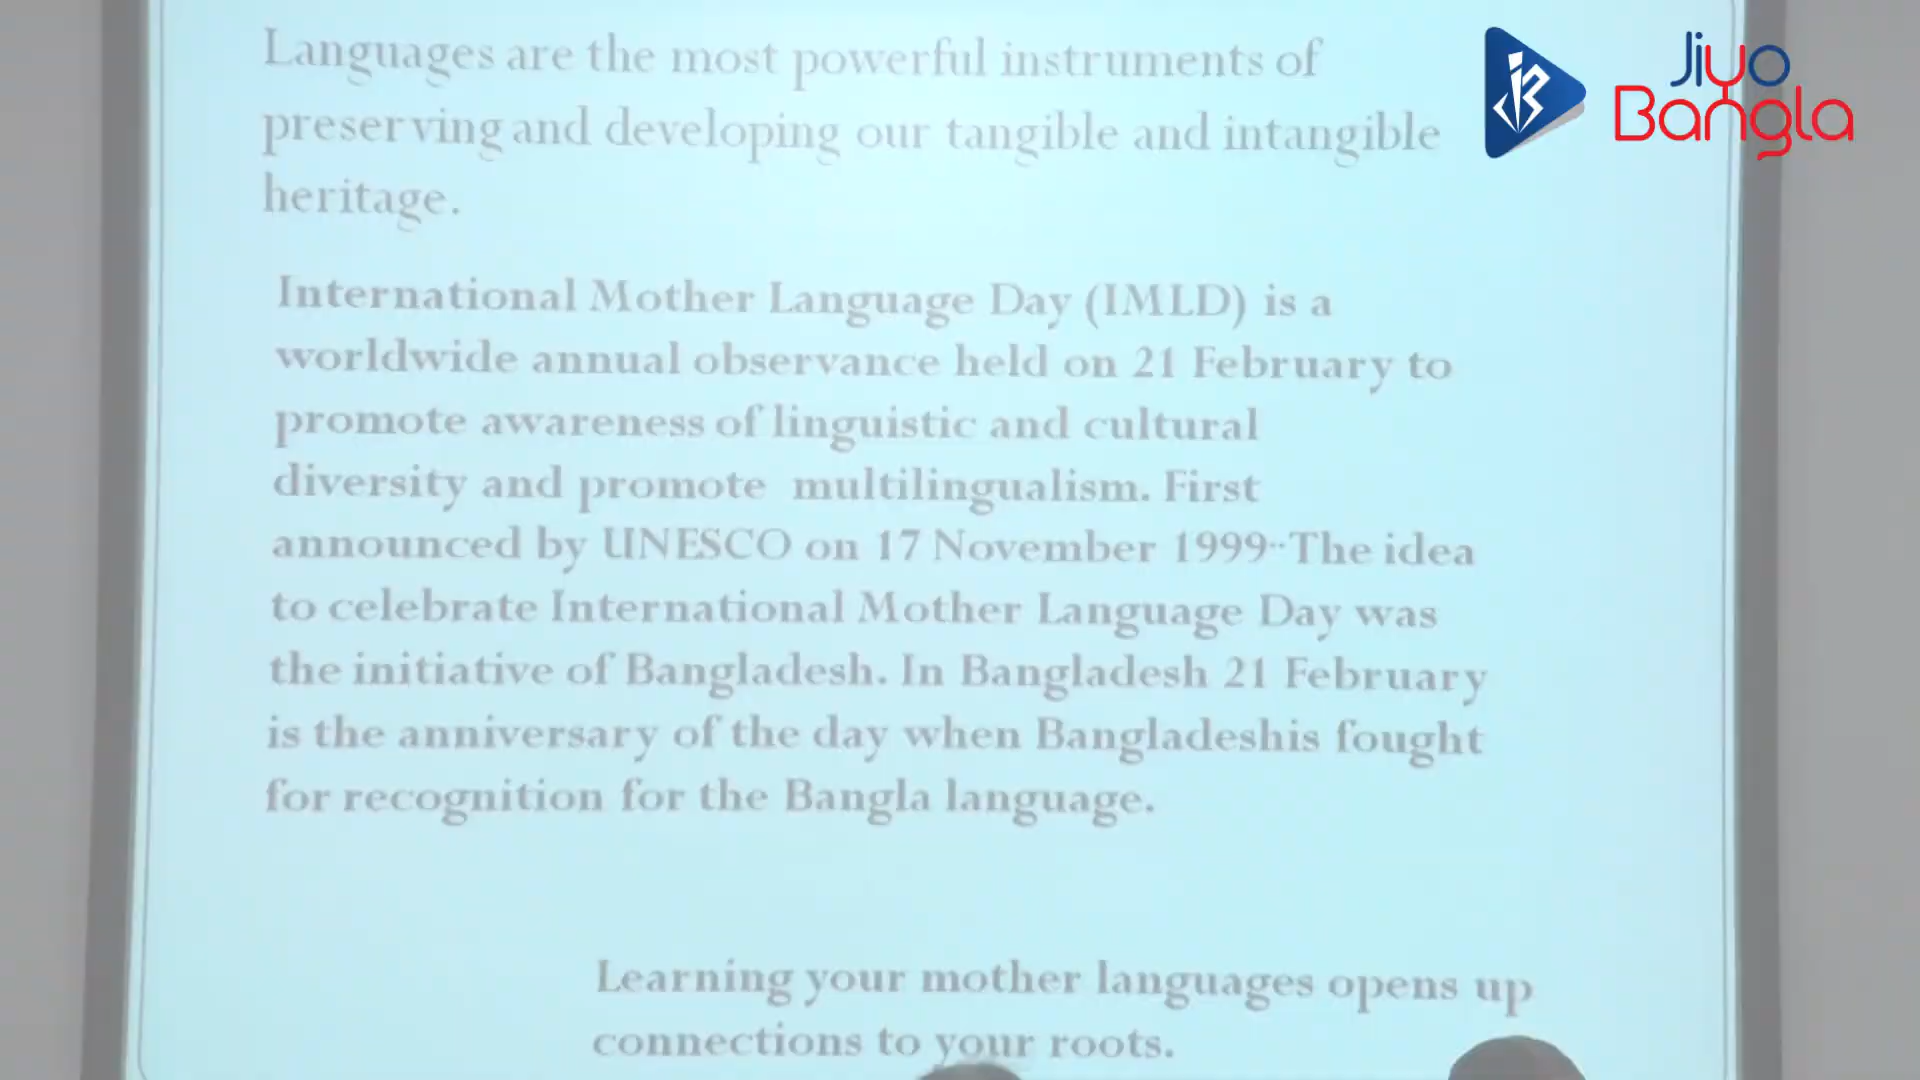 Languages are the most powerful instruments of
preserving and developing our tangible and intangible
heritage.
International Mother Language Day (IMLD) is a
worldwide annual observance held on 21 February to
promote awareness of linguistic and cultural
diversity and promote multilingualism. First
announced by UNESCO on 17 November 1999--The idea
to celebrate International Mother Language Day was
the initiative of Bangladesh. In Bangladesh 21 February
is the anniversary of the day when Bangladeshis fought
for recognition for the Bangla language.
Learning your mother languages opens up
connections to your roots.
JB
Jiyo
Bangla